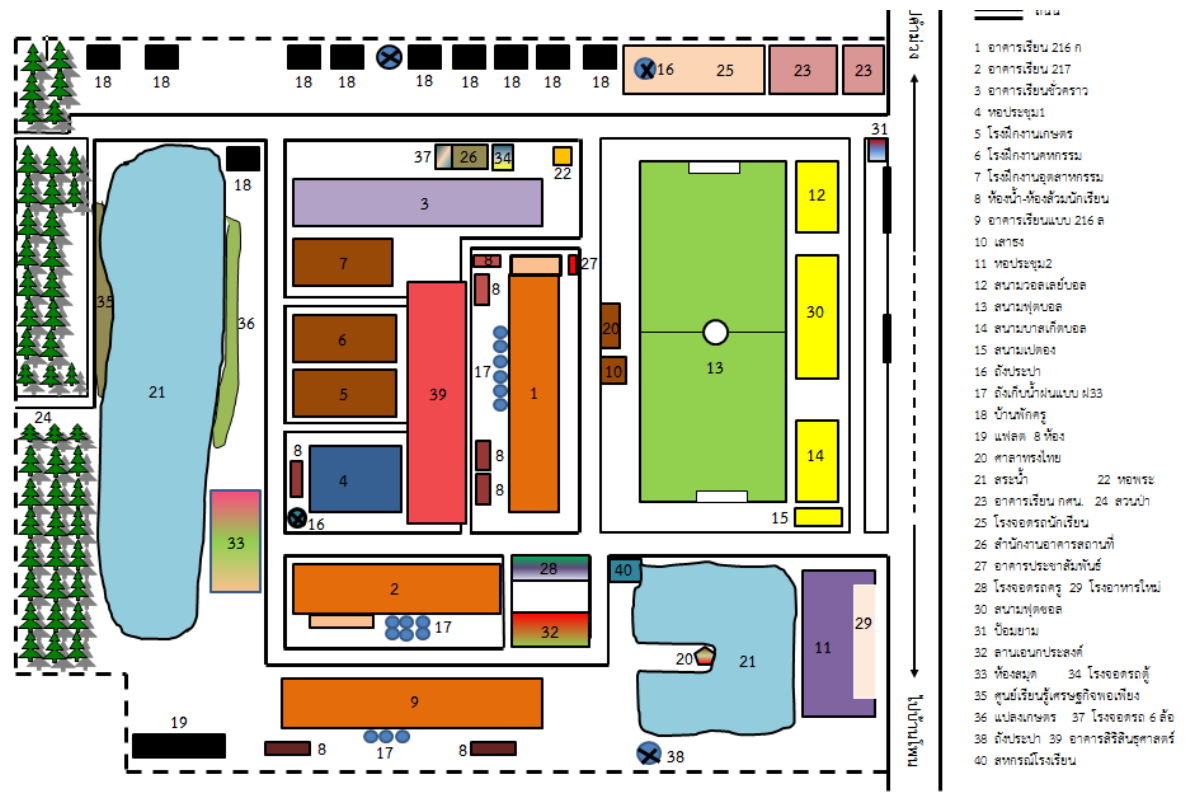 18 18 18 18 18 18 18 18 16 25 23 23
31
37 26 34
22
18
12
3
7 8 27
8
35 36 6 20 30
17
10 13
21 5 39 1
24
8 8 14
4
8
16 15
33 28 40
2
17 32 20 21 11 29
9
19
8 17 8 38
ไปบ้านโพน
ถนน
1 อาคารเรียน 216 ก
2 อาคารเรียน 217
3 อาคารเรียนชั่วคราว
4 หอประชุม1
5 โรงฝึกงานเกษตร
6 โรงฝึกงานคหกรรม
7 โรงฝึกงานอุตสาหกรรม
8 ห้องน้ำ-ห้องส้วมนักเรียน
9 อาคารเรียนแบบ 216 ล
10 เสาธง
11 หอประชุม2
12 สนามวอลเลย์บอล
13 สนามฟุตบอล
14 สนามบาสเก็ตบอล
15 สนามเปตอง
16 ถังประปา
17 ถังเก็บน้ำฝนแบบ ฝ33
18 บ้านพักครู
19 แฟลต 8 ห้อง
20 ศาลาทรงไทย
21 สระน้ำ 22 หอพระ
23 อาคารเรียน กศน. 24 สวนป่า
25 โรงจอดรถนักเรียน
26 สำนักงานอาคารสถานที่
27 อาคารประชาสัมพันธ์
28 โรงจอดรถครู 29 โรงอาหารใหม่
30 สนามฟุตซอล
31 ป้อมยาม
32 ลานเอนกประสงค์
33 ห้องสมุด 34 โรงจอดรถตู้
35 ศูนย์เรียนรู้เศรษฐกิจพอเพียง
36 แปลงเกษตร 37 โรงจอดรถ 6 ล้อ
38 ถังประปา 39 อาคารสิริสินธุศาสตร์
40 สหกรณ์โรงเรียน